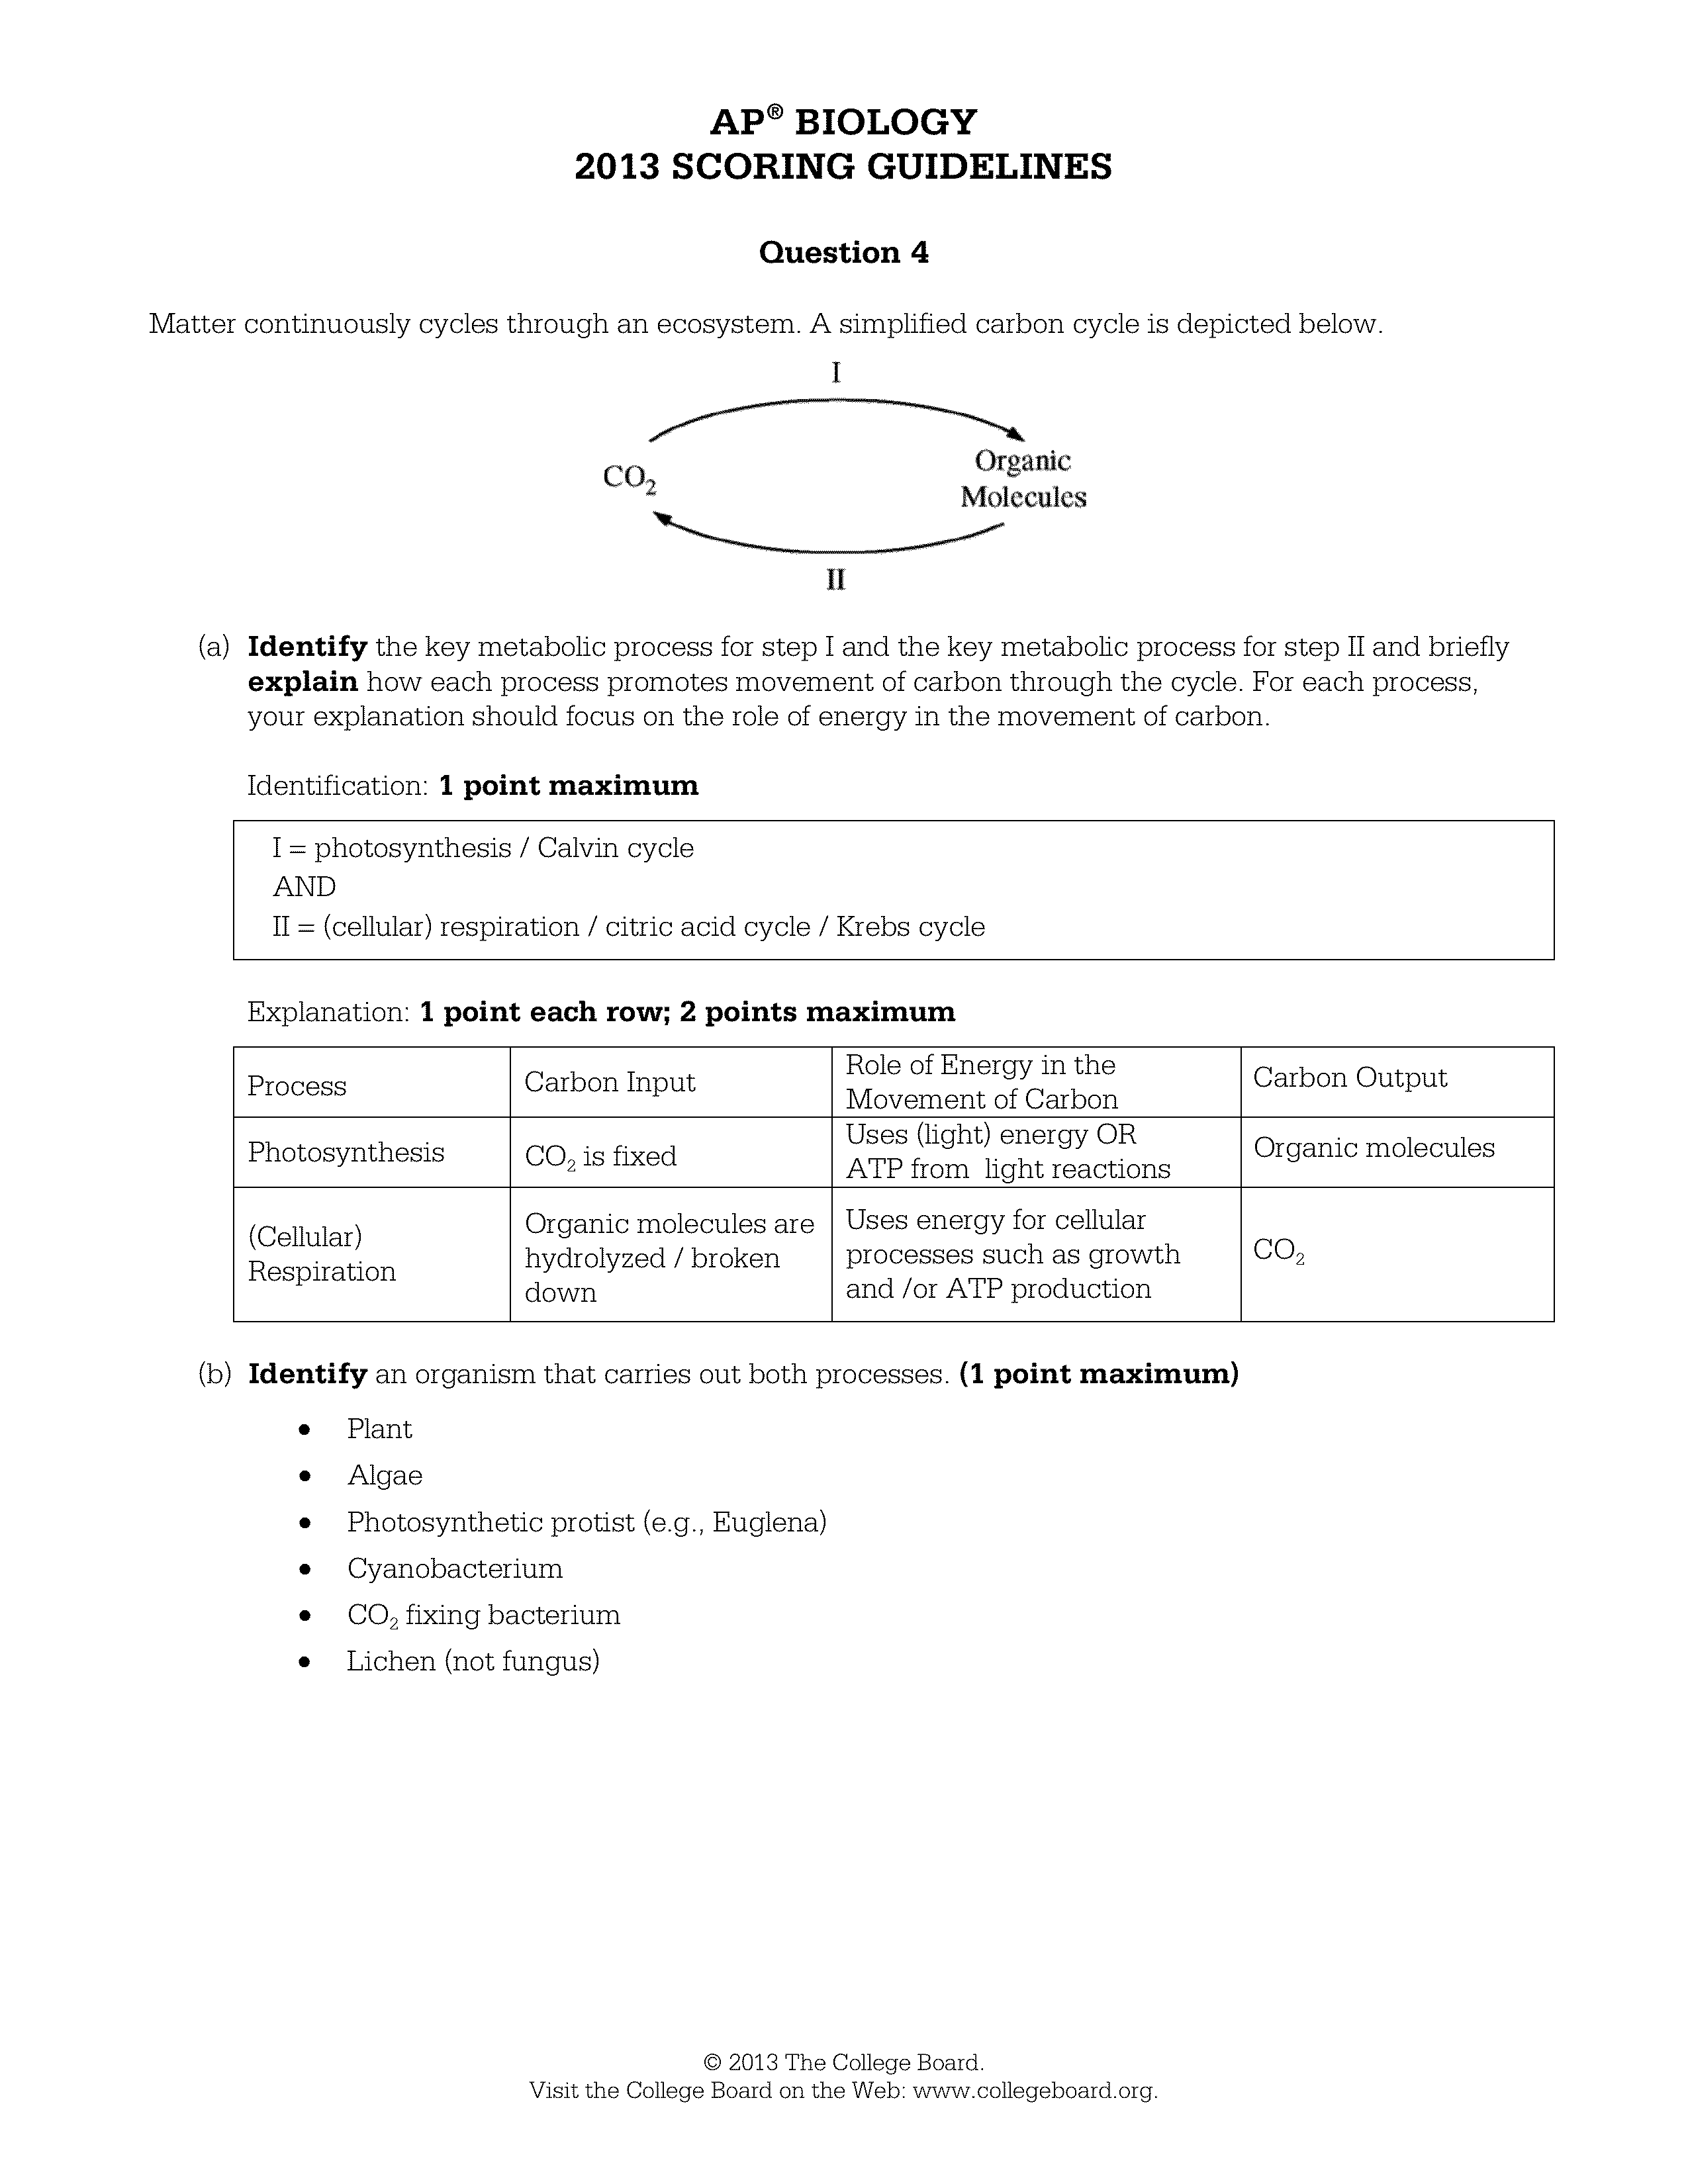 AP® BIOLOGY
2013 SCORING GUIDELINES
Question 4
Matter continuously cycles through an ecosystem. A simplified carbon cycle is depicted below.
I
CO₂
Organic
Molecules
II
(a) Identify the key metabolic process for step I and the key metabolic process for step II and briefly
explain how each process promotes movement of carbon through the cycle. For each process,
your explanation should focus on the role of energy in the movement of carbon.
Identification: 1 point maximum
I = photosynthesis / Calvin cycle
AND
II = (cellular) respiration / citric acid cycle / Krebs cycle
Explanation: 1 point each row; 2 points maximum
Process
Carbon Input
Role of Energy in the
Movement of Carbon
Carbon Output
Photosynthesis
CO₂ is fixed
Uses (light) energy OR
ATP from light reactions
Organic molecules
(Cellular)
Respiration
Organic molecules are
hydrolyzed / broken
down
Uses energy for cellular
processes such as growth
and /or ATP production
CO₂
(b) Identify an organism that carries out both processes. (1 point maximum)
• Plant
• Algae
• Photosynthetic protist (e.g., Euglena)
• Cyanobacterium
• CO₂ fixing bacterium
• Lichen (not fungus)
© 2013 The College Board.
Visit the College Board on the Web: www.collegeboard.org.